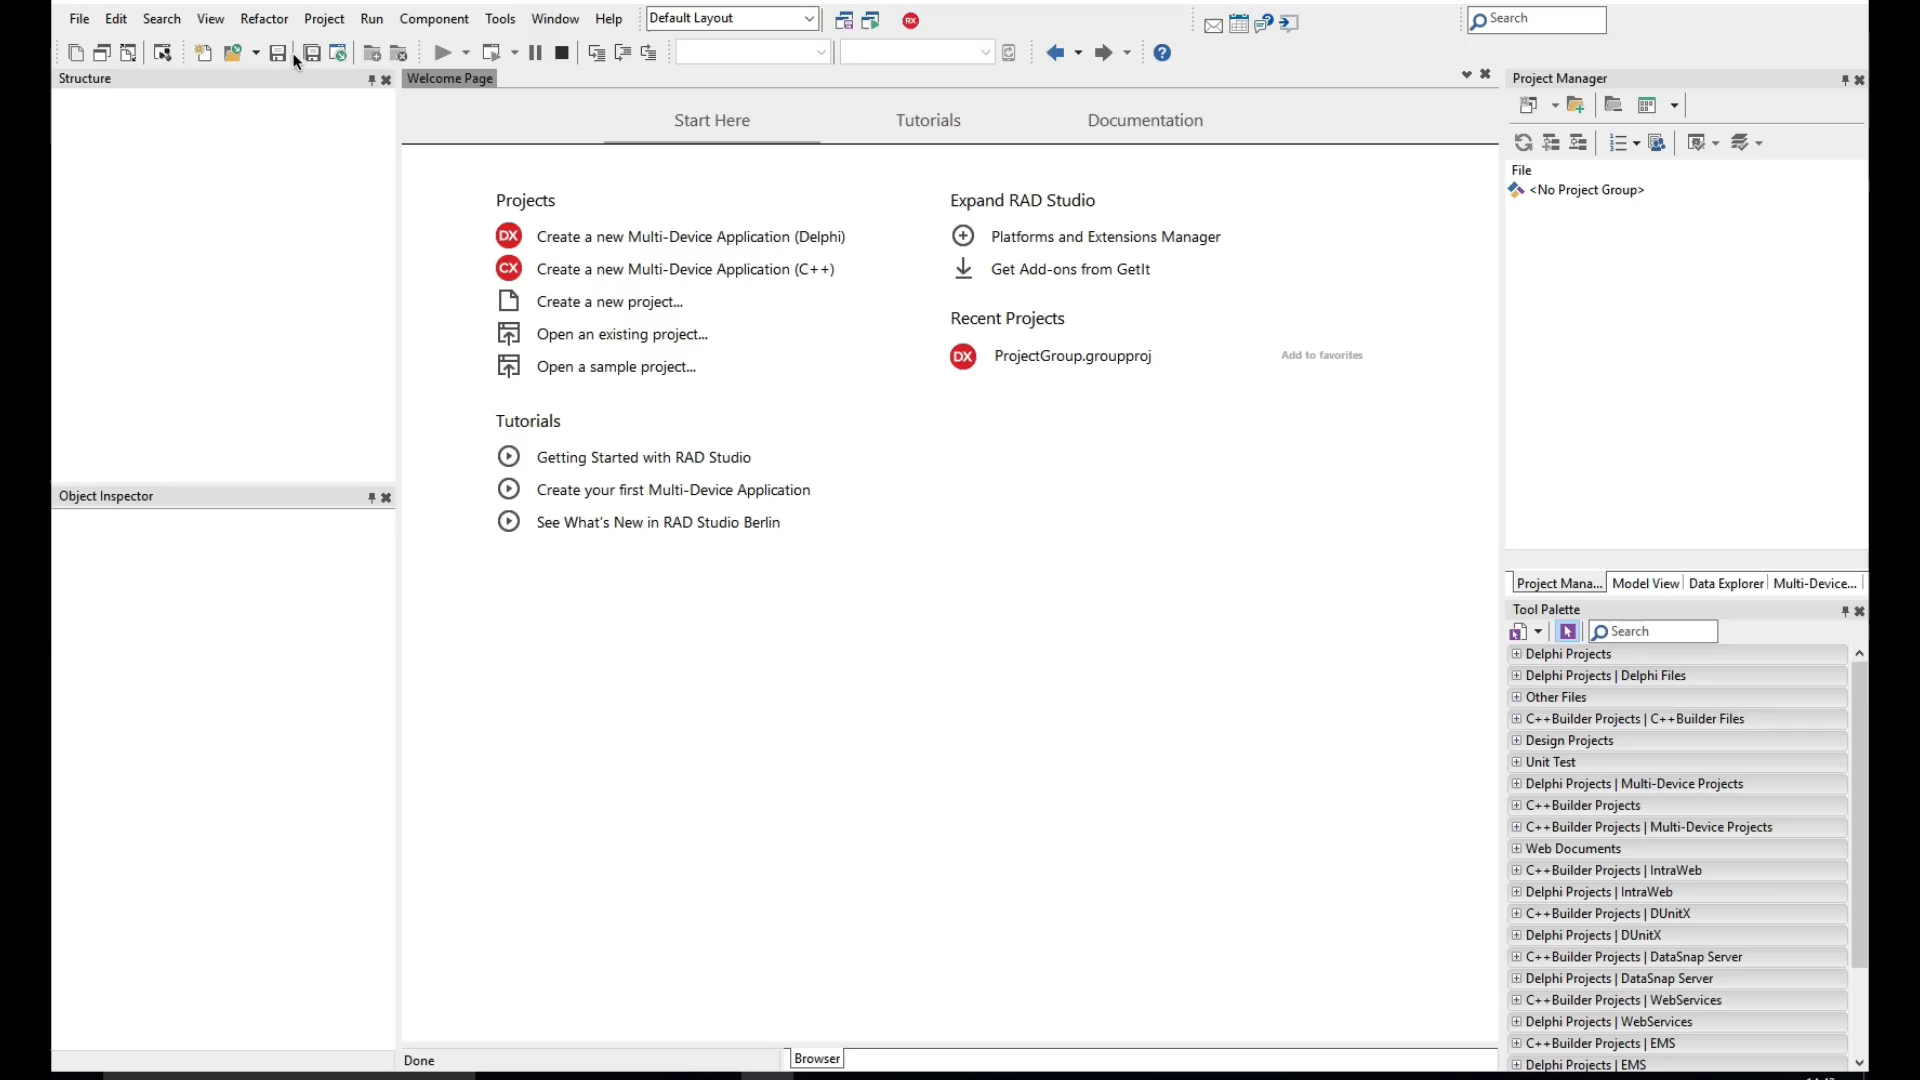 File Edit Search View Refactor Project Run Component Tools Window Help Default Layout RX Search
Structure
Welcome Page
Start Here Tutorials Documentation
Projects
DX Create a new Multi-Device Application (Delphi)
CX Create a new Multi-Device Application (C++)
Create a new project...
Open an existing project...
Open a sample project...
Tutorials
Getting Started with RAD Studio
Create your first Multi-Device Application
See What's New in RAD Studio Berlin
Expand RAD Studio
Platforms and Extensions Manager
Get Add-ons from GetIt
Recent Projects
DX ProjectGroup.groupproj Add to favorites
Object Inspector
Done
Browser
Project Manager
File
<No Project Group>
Project Mana... Model View Data Explorer Multi-Device...
Tool Palette
Search
Delphi Projects
Delphi Projects | Delphi Files
Other Files
C++Builder Projects | C++Builder Files
Design Projects
Unit Test
Delphi Projects | Multi-Device Projects
C++Builder Projects
C++Builder Projects | Multi-Device Projects
Web Documents
C++Builder Projects | IntraWeb
Delphi Projects | IntraWeb
C++Builder Projects | DUnitX
Delphi Projects | DUnitX
C++Builder Projects | DataSnap Server
Delphi Projects | DataSnap Server
C++Builder Projects | WebServices
Delphi Projects | WebServices
C++Builder Projects | EMS
Delphi Projects | EMS